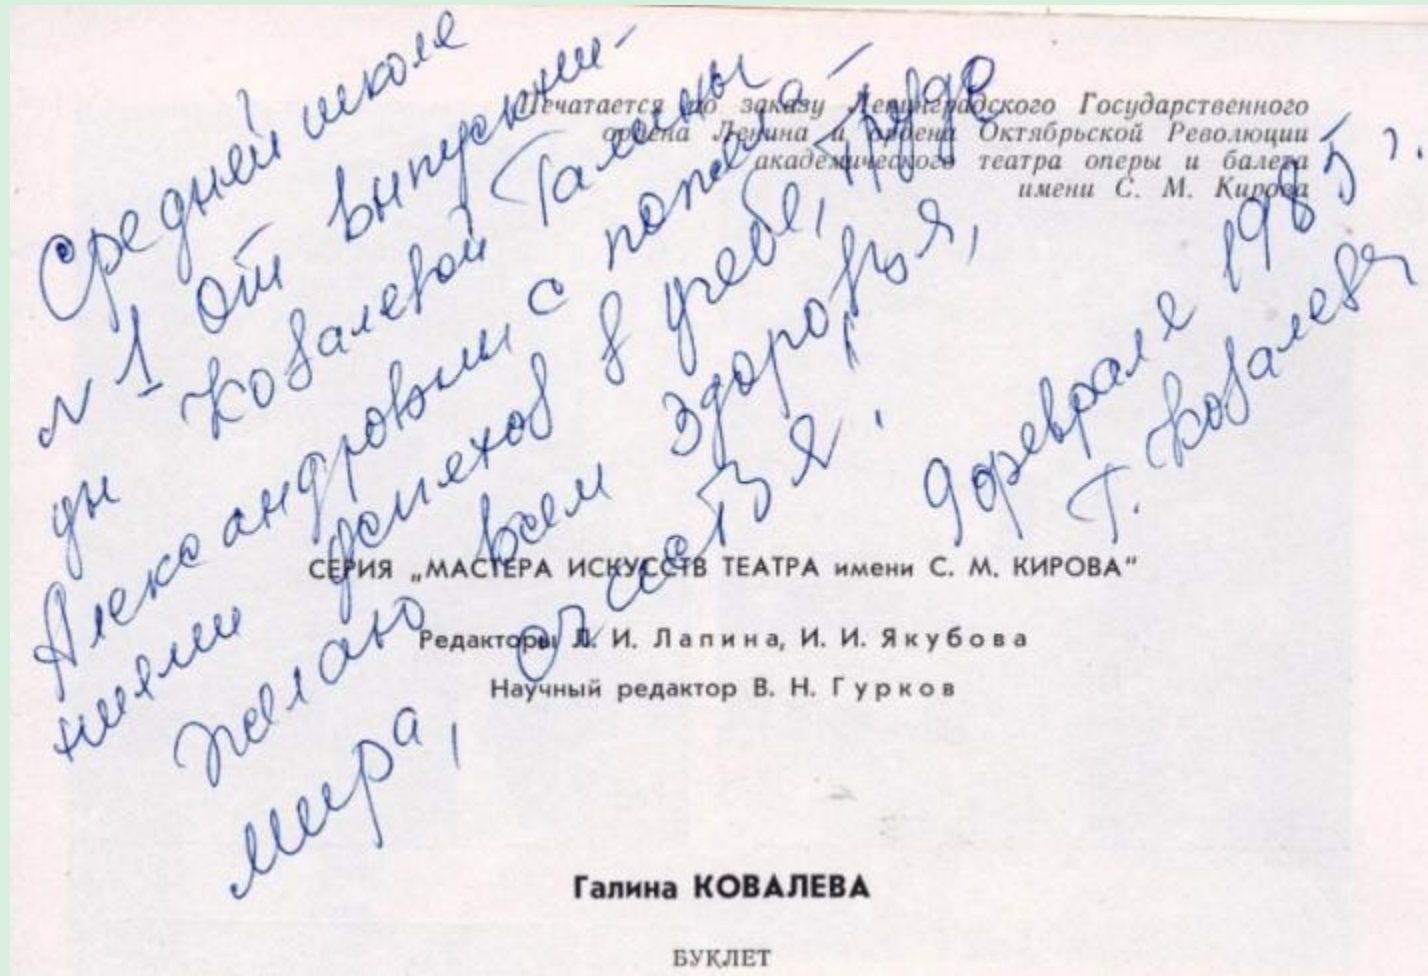 Средней школе
N 1 от выпускни-
цы Ковалевой Галины
Александровны с пожела-
ниями успехов в учебе, труде
желаю всем здоровья,
мира, счастья.
9 февраля 1985 г.
Г. Ковалева
Печатается по заказу Ленинградского Государственного
ордена Ленина и ордена Октябрьской Революции
академического театра оперы и балета
имени С. М. Кирова
СЕРИЯ „МАСТЕРА ИСКУССТВ ТЕАТРА имени С. М. КИРОВА"
Редакторы Л. И. Лапина, И. И. Якубова
Научный редактор В. Н. Гурков
Галина КОВАЛЕВА
БУКЛЕТ